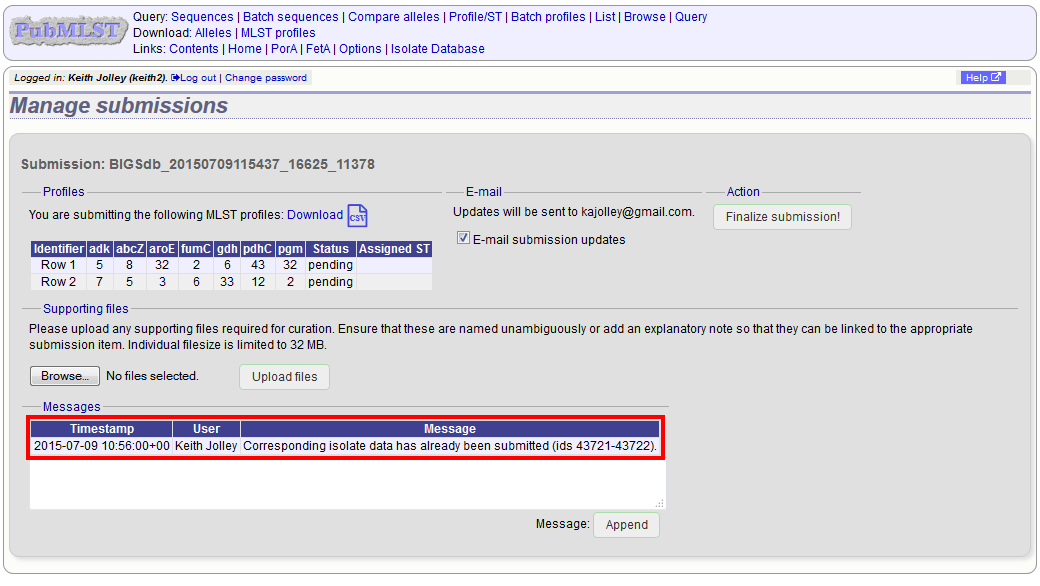 PubMLST
Query: Sequences | Batch sequences | Compare alleles | Profile/ST | Batch profiles | List | Browse | Query
Download: Alleles | MLST profiles
Links: Contents | Home | PorA | FetA | Options | Isolate Database
Logged in: Keith Jolley (keith2). Log out | Change password
Help
Manage submissions
Submission: BIGSdb_20150709115437_16625_11378
Profiles
You are submitting the following MLST profiles: Download CSV
Identifier adk abcZ aroE fumC gdh pdhC pgm Status Assigned ST
Row 1 5 8 32 2 6 43 32 pending
Row 2 7 5 3 6 33 12 2 pending
E-mail
Updates will be sent to kajolley@gmail.com.
E-mail submission updates
Action
Finalize submission!
Supporting files
Please upload any supporting files required for curation. Ensure that these are named unambiguously or add an explanatory note so that they can be linked to the appropriate
submission item. Individual filesize is limited to 32 MB.
Browse... No files selected. Upload files
Messages
Timestamp User Message
2015-07-09 10:56:00+00 Keith Jolley Corresponding isolate data has already been submitted (ids 43721-43722).
Message: Append